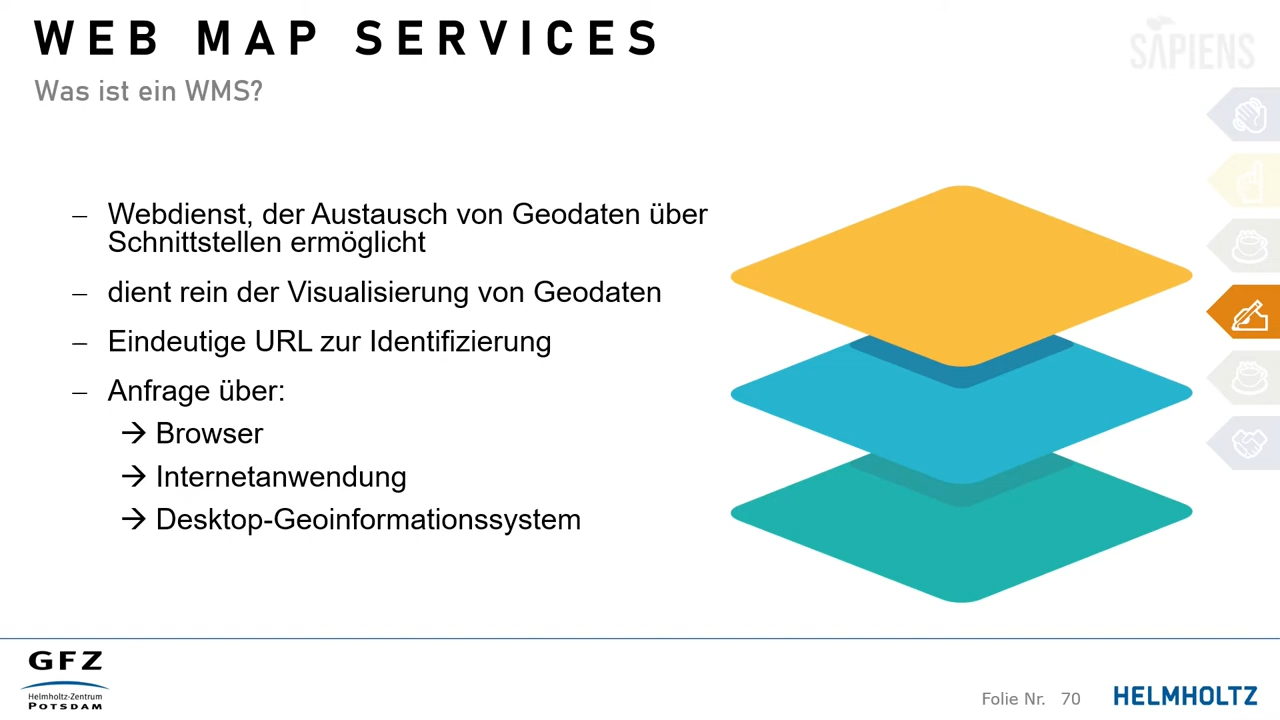 WEB MAP SERVICES
Was ist ein WMS?
SAPIENS
– Webdienst, der Austausch von Geodaten über
Schnittstellen ermöglicht
– dient rein der Visualisierung von Geodaten
– Eindeutige URL zur Identifizierung
– Anfrage über:
→ Browser
→ Internetanwendung
→ Desktop-Geoinformationssystem
GFZ
Helmholtz-Zentrum
POTSDAM
Folie Nr. 70
HELMHOLTZ